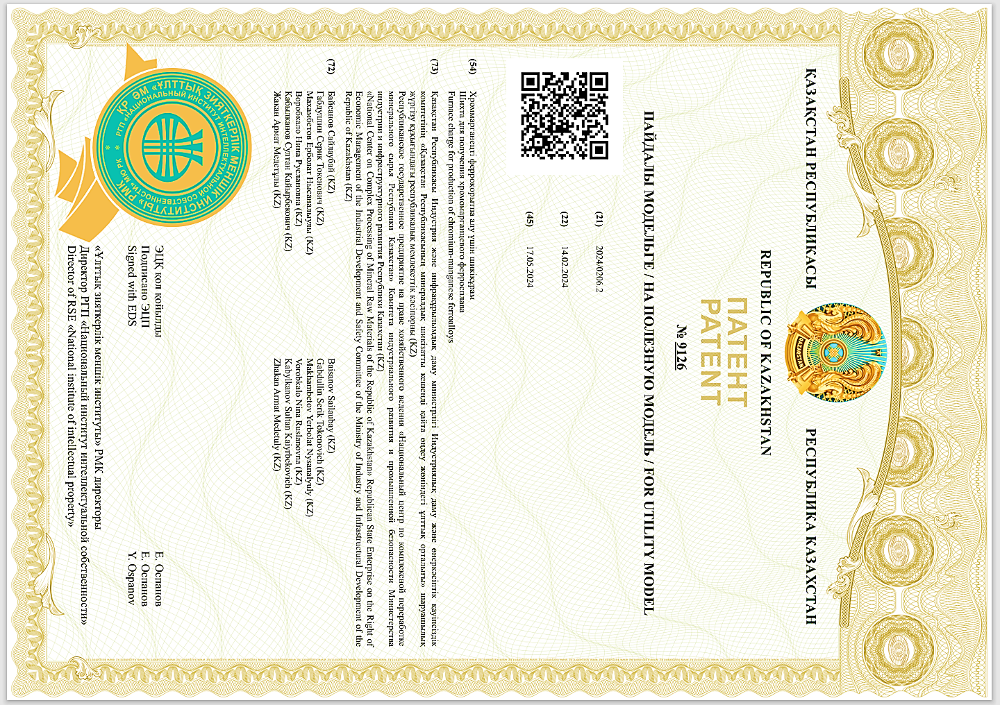 ҚАЗАҚСТАН РЕСПУБЛИКАСЫ
РЕСПУБЛИКА КАЗАХСТАН
REPUBLIC OF KAZAKHSTAN
ПАТЕНТ
PATENT
№ 9126
ПАЙДАЛЫ МОДЕЛЬГЕ / НА ПОЛЕЗНУЮ МОДЕЛЬ / FOR UTILITY MODEL
(21) 2024/0206.2
(22) 14.02.2024
(45) 17.05.2024
(54) Хроммарганецті ферроқорытпа алу үшін шикіқұрам
Шихта для получения хромомарганцевого ферросплава
Furnace charge for production of chromium-manganese ferroalloys
(73) Қазақстан Республикасы Индустрия және инфрақұрылымдық даму министрлігі Индустриялық даму және өнеркәсіптік қауіпсіздік
комитетінің «Қазақстан Республикасының минералдық шикізатты кешенді қайта өңдеу жөніндегі ұлттық орталығы» шаруашылық
жүргізу құқығындағы республикалық мемлекеттік кәсіпорны (KZ)
Республиканское государственное предприятие на праве хозяйственного ведения «Национальный центр по комплексной переработке
минерального сырья Республики Казахстан» Комитета индустриального развития и промышленной безопасности Министерства
индустрии и инфраструктурного развития Республики Казахстан (KZ)
«National Center on Complex Processing of Mineral Raw Materials of the Republic of Kazakhstan» Republican State Enterprise on the Right of
Economic Management of the Industrial Development and Safety Committee of the Ministry of Industry and Infrastructural Development of the
Republic of Kazakhstan (KZ)
(72) Байсанов Сайлаубай (KZ)
Габдуллин Серик Токенович (KZ)
Махамбетов Ерболат Нысаналыулы (KZ)
Воробкало Нина Руслановна (KZ)
Кабылканов Султан Кайырбекович (KZ)
Жакан Армат Медетұлы (KZ)
Baisanov Sailaubay (KZ)
Gabdullin Serik Tokenovich (KZ)
Makhambetov Yerbolat Nysanalyuly (KZ)
Vorobkalo Nina Ruslanovna (KZ)
Kabylkanov Sultan Kaiyrbekovich (KZ)
Zhakan Armat Medetuly (KZ)
ЭЦҚ қол қойылды
Подписано ЭЦП
Signed with EDS
Е. Оспанов
Е. Оспанов
Y. Ospanov
«Ұлттық зияткерлік меншік институты» РМК директоры
Директор РГП «Национальный институт интеллектуальной собственности»
Director of RSE «National institute of intellectual property»
ҚР ӘМ «ҰЛТТЫҚ ЗИЯТКЕРЛІК МЕНШІК ИНСТИТУТЫ» РМК
РГП «НАЦИОНАЛЬНЫЙ ИНСТИТУТ ИНТЕЛЛЕКТУАЛЬНОЙ СОБСТВЕННОСТИ» МЮ РК
QAZAQSTAN